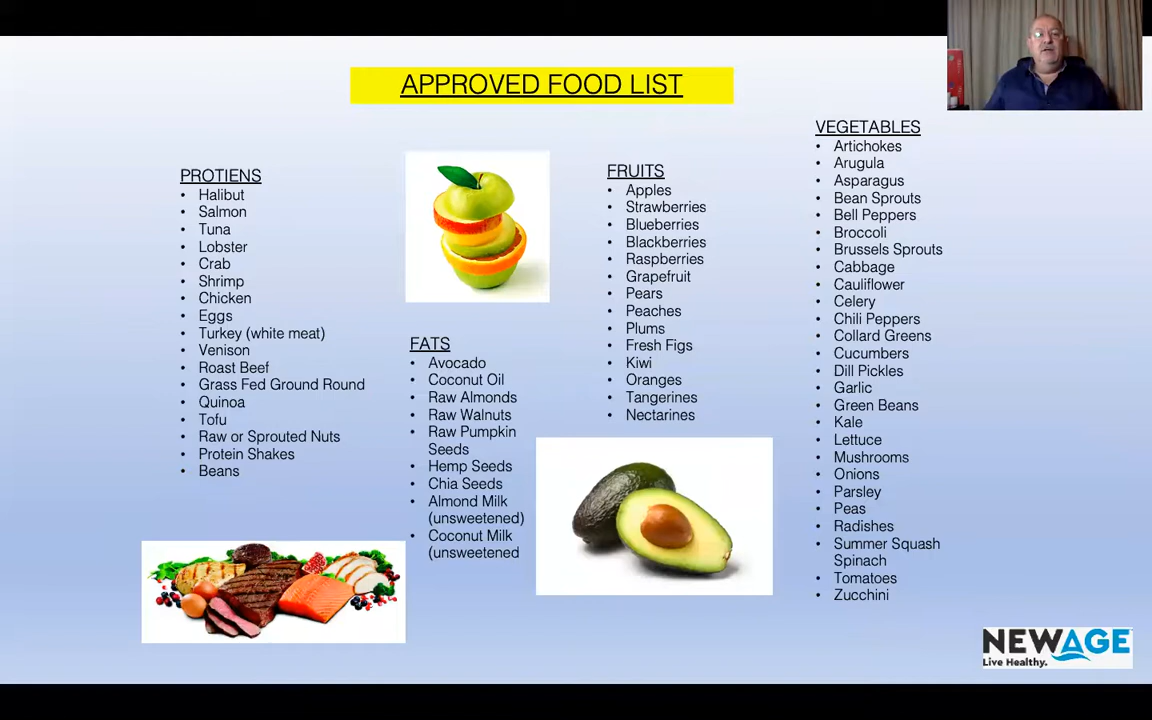 APPROVED FOOD LIST
PROTIENS
• Halibut
• Salmon
• Tuna
• Lobster
• Crab
• Shrimp
• Chicken
• Eggs
• Turkey (white meat)
• Venison
• Roast Beef
• Grass Fed Ground Round
• Quinoa
• Tofu
• Raw or Sprouted Nuts
• Protein Shakes
• Beans
FATS
• Avocado
• Coconut Oil
• Raw Almonds
• Raw Walnuts
• Raw Pumpkin
Seeds
• Hemp Seeds
• Chia Seeds
• Almond Milk
(unsweetened)
• Coconut Milk
(unsweetened
FRUITS
• Apples
• Strawberries
• Blueberries
• Blackberries
• Raspberries
• Grapefruit
• Pears
• Peaches
• Plums
• Fresh Figs
• Kiwi
• Oranges
• Tangerines
• Nectarines
VEGETABLES
• Artichokes
• Arugula
• Asparagus
• Bean Sprouts
• Bell Peppers
• Broccoli
• Brussels Sprouts
• Cabbage
• Cauliflower
• Celery
• Chili Peppers
• Collard Greens
• Cucumbers
• Dill Pickles
• Garlic
• Green Beans
• Kale
• Lettuce
• Mushrooms
• Onions
• Parsley
• Peas
• Radishes
• Summer Squash
Spinach
• Tomatoes
• Zucchini
NEWAGE
Live Healthy.